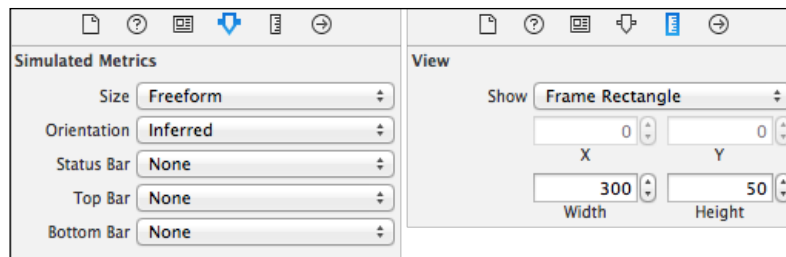 Simulated Metrics
Size Freeform
Orientation Inferred
Status Bar None
Top Bar None
Bottom Bar None
View
Show Frame Rectangle
0 0
X Y
300 50
Width Height